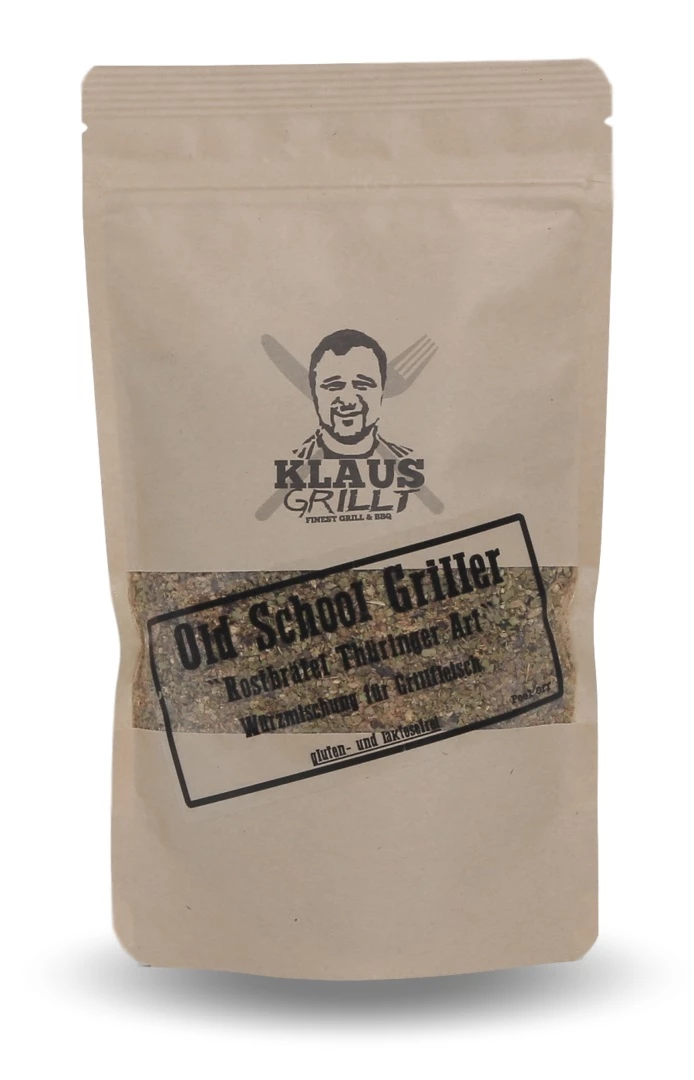 KLAUS
GRILLT
FINEST GRILL & BBQ
Old School Griller
"Rostbrätel Thüringer Art"
Würzmischung für Grillfleisch
gluten- und laktosefrei